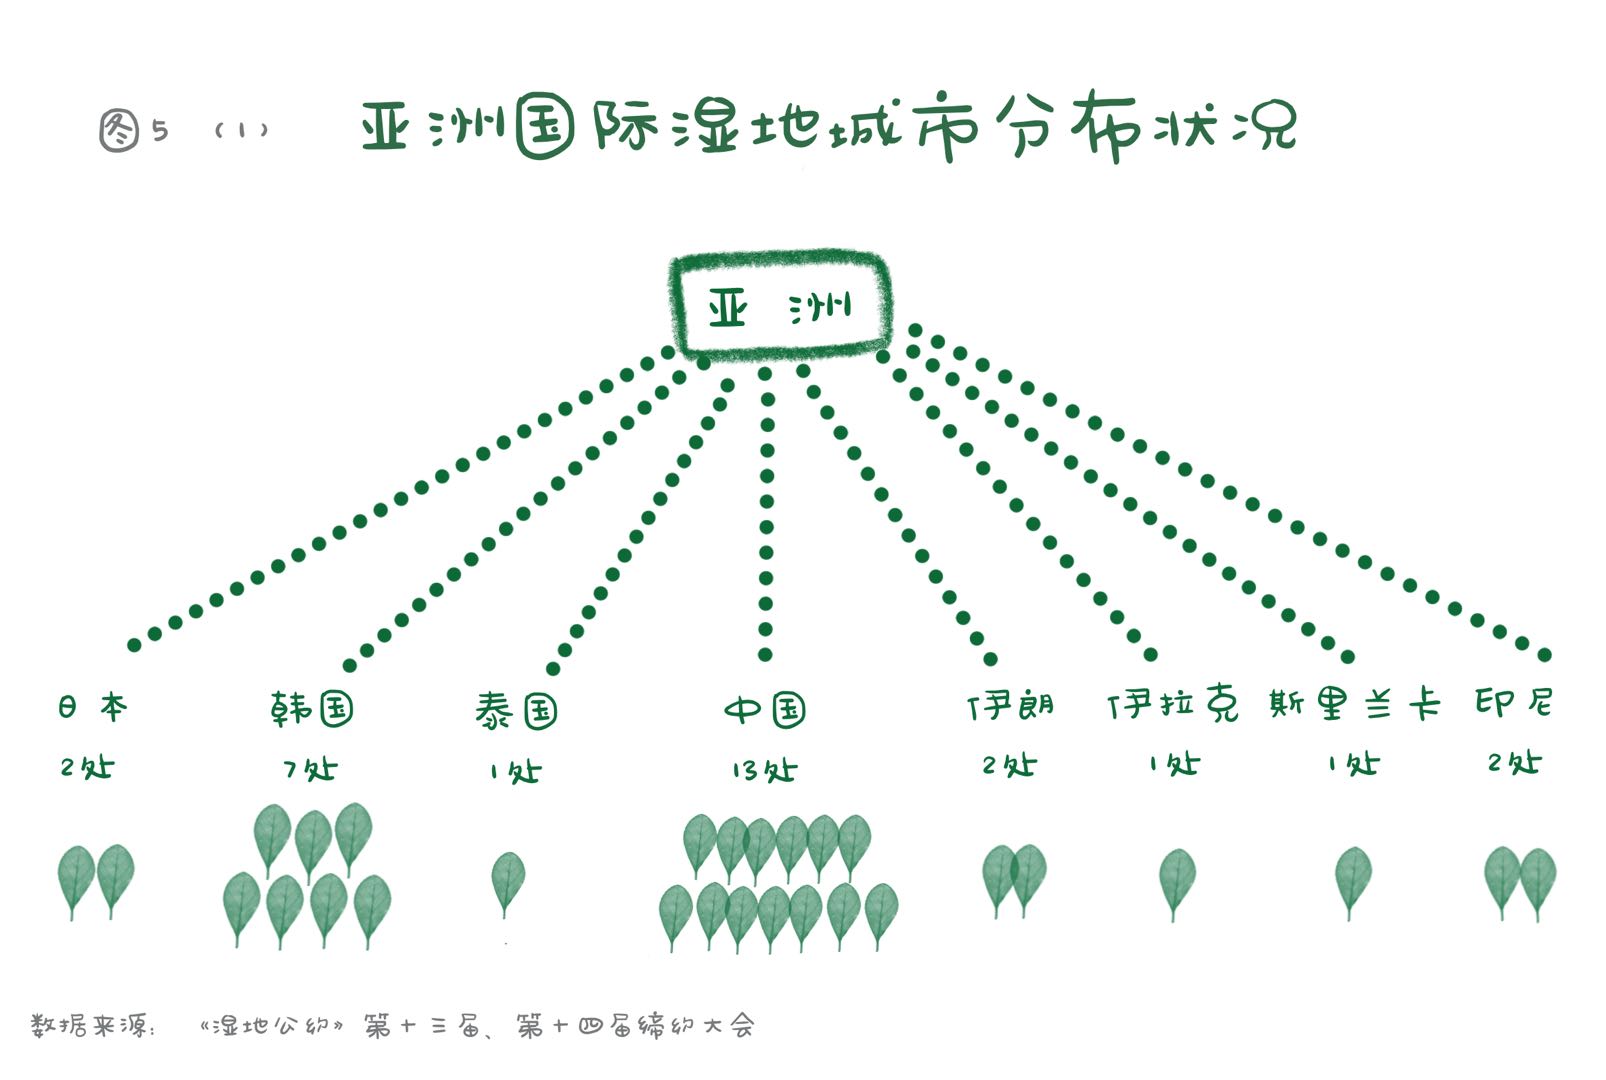 图5 (1) 亚洲国际湿地城市分布状况
亚 洲
日本 韩国 泰国 中国 伊朗 伊拉克 斯里兰卡 印尼
2处 7处 1处 13处 2处 1处 1处 2处
数据来源: 《湿地公约》第十三届、第十四届缔约大会